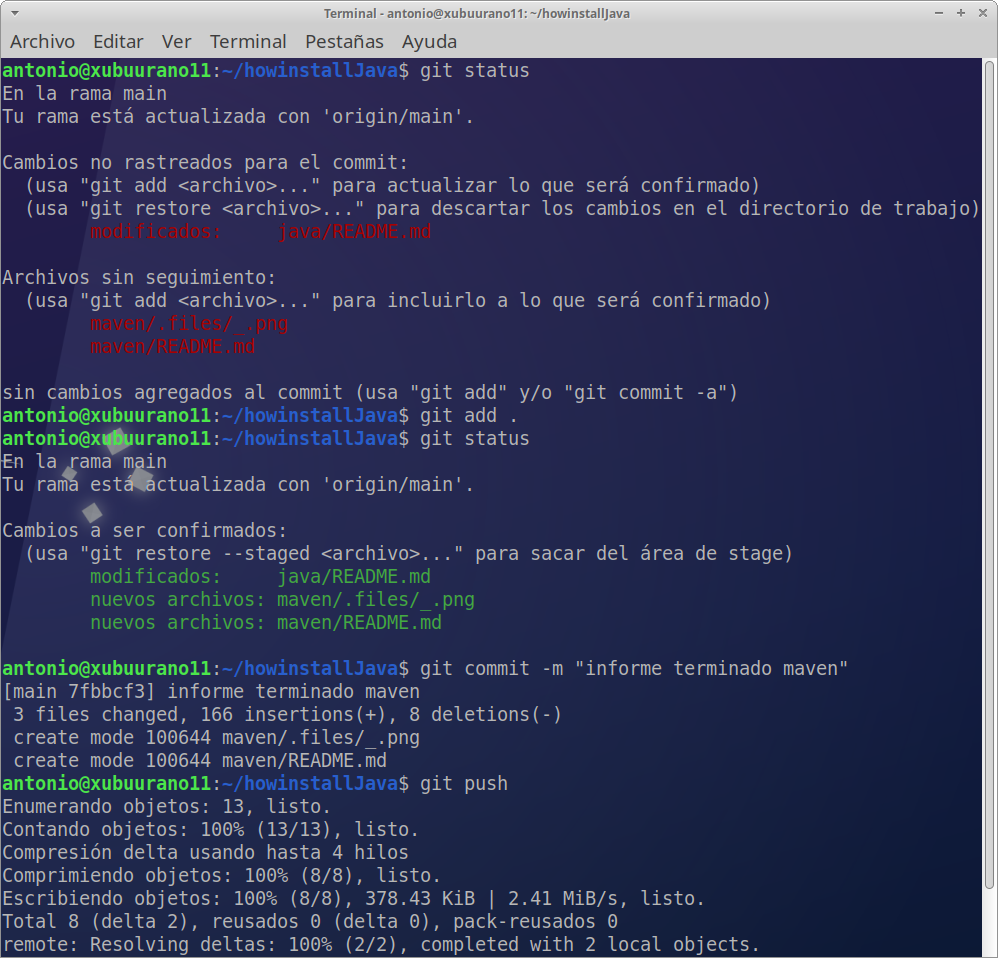 Terminal - antonio@xubuurano11: ~/howinstallJava
Archivo Editar Ver Terminal Pestañas Ayuda
antonio@xubuurano11:~/howinstallJava$ git status
En la rama main
Tu rama está actualizada con 'origin/main'.
Cambios no rastreados para el commit:
  (usa "git add <archivo>..." para actualizar lo que será confirmado)
  (usa "git restore <archivo>..." para descartar los cambios en el directorio de trabajo)
        modificados:     java/README.md
Archivos sin seguimiento:
  (usa "git add <archivo>..." para incluirlo a lo que será confirmado)
        maven/.files/_.png
        maven/README.md
sin cambios agregados al commit (usa "git add" y/o "git commit -a")
antonio@xubuurano11:~/howinstallJava$ git add .
antonio@xubuurano11:~/howinstallJava$ git status
En la rama main
Tu rama está actualizada con 'origin/main'.
Cambios a ser confirmados:
  (usa "git restore --staged <archivo>..." para sacar del área de stage)
        modificados:     java/README.md
        nuevos archivos: maven/.files/_.png
        nuevos archivos: maven/README.md
antonio@xubuurano11:~/howinstallJava$ git commit -m "informe terminado maven"
[main 7fbbcf3] informe terminado maven
 3 files changed, 166 insertions(+), 8 deletions(-)
 create mode 100644 maven/.files/_.png
 create mode 100644 maven/README.md
antonio@xubuurano11:~/howinstallJava$ git push
Enumerando objetos: 13, listo.
Contando objetos: 100% (13/13), listo.
Compresión delta usando hasta 4 hilos
Comprimiendo objetos: 100% (8/8), listo.
Escribiendo objetos: 100% (8/8), 378.43 KiB | 2.41 MiB/s, listo.
Total 8 (delta 2), reusados 0 (delta 0), pack-reusados 0
remote: Resolving deltas: 100% (2/2), completed with 2 local objects.